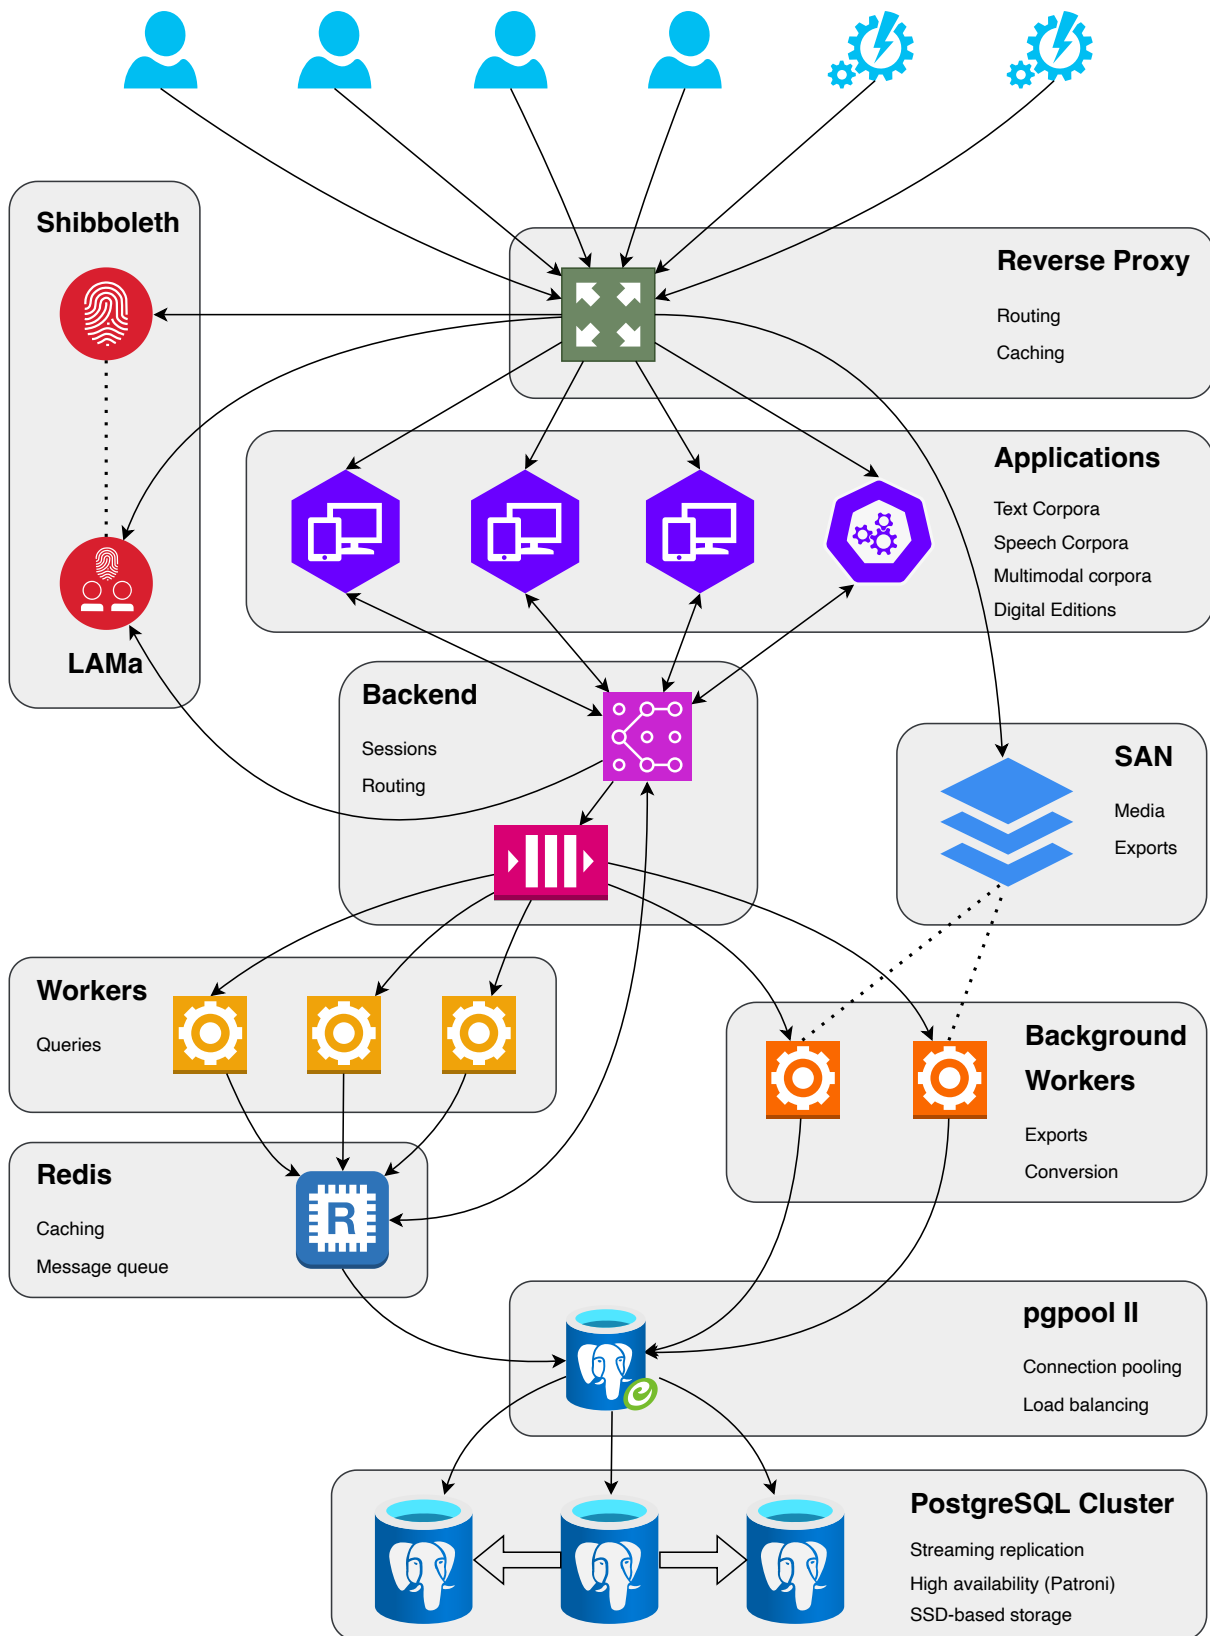 Shibboleth
LAMa
Reverse Proxy
Routing
Caching
Applications
Text Corpora
Speech Corpora
Multimodal corpora
Digital Editions
Backend
Sessions
Routing
SAN
Media
Exports
Workers
Queries
Background
Workers
Exports
Conversion
Redis
Caching
Message queue
R
pgpool II
Connection pooling
Load balancing
PostgreSQL Cluster
Streaming replication
High availability (Patroni)
SSD-based storage